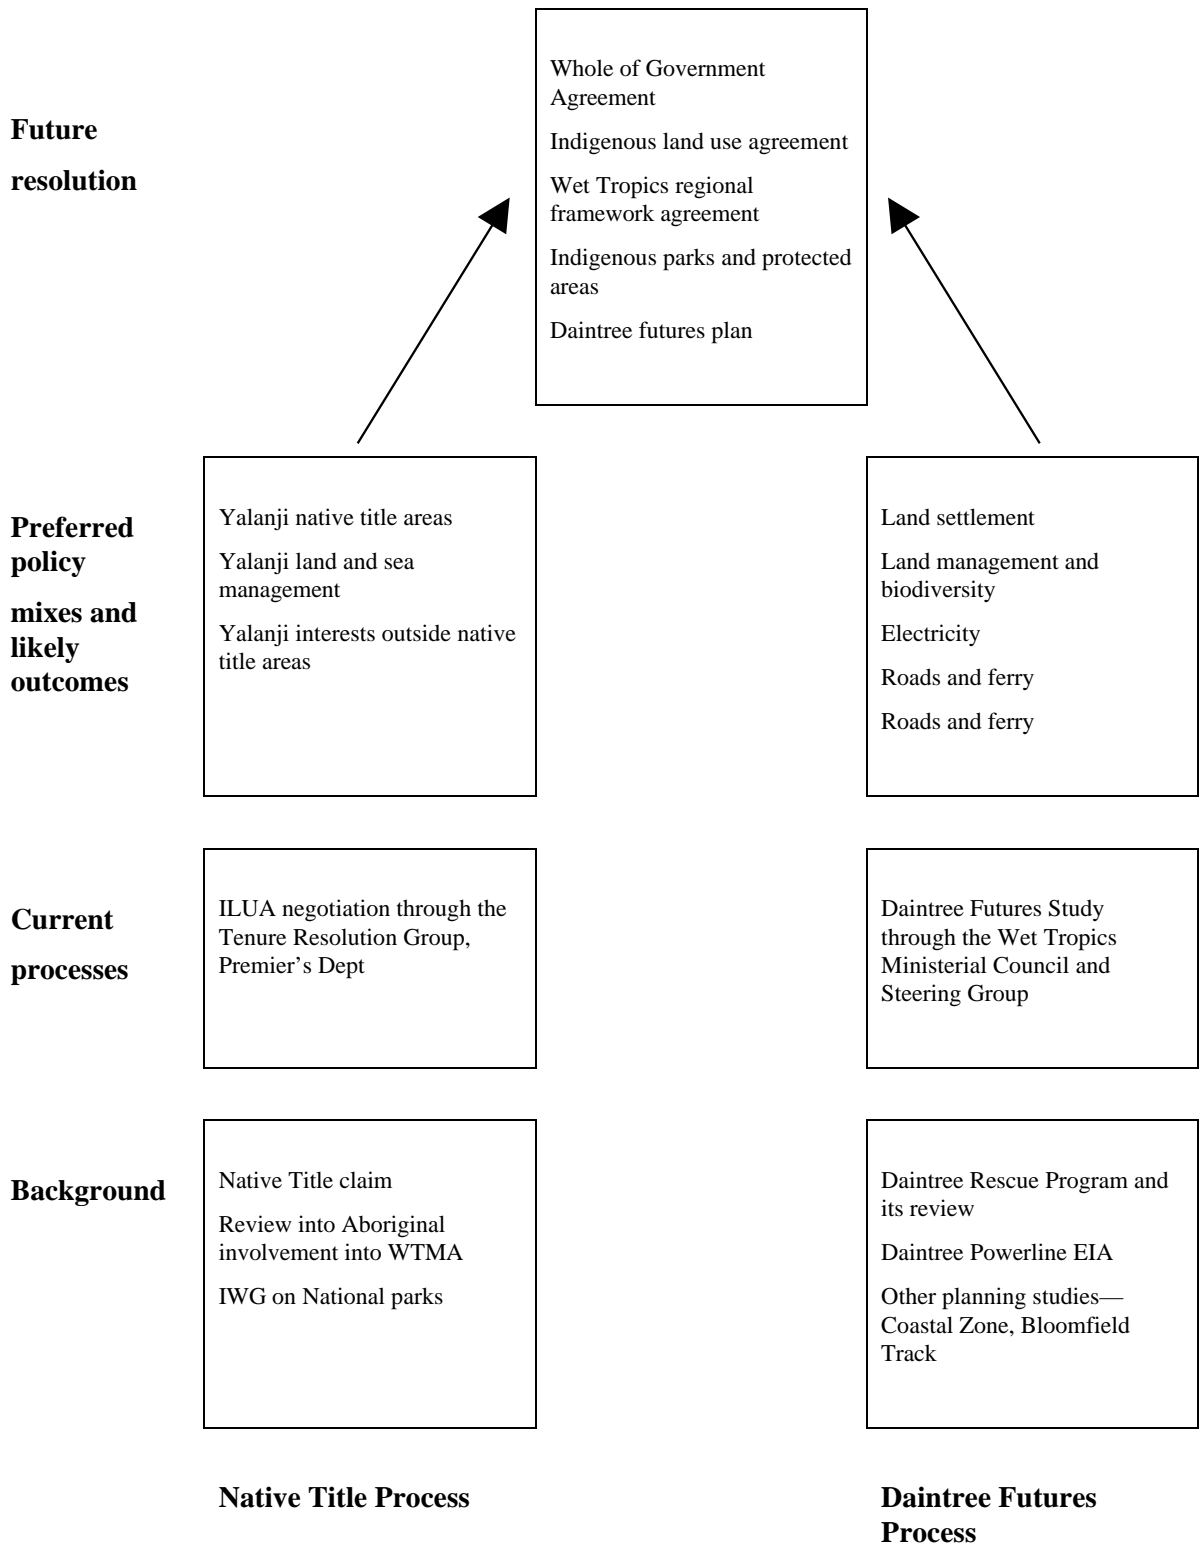 Future
resolution
Whole of Government
Agreement
Indigenous land use agreement
Wet Tropics regional
framework agreement
Indigenous parks and protected
areas
Daintree futures plan
Preferred
policy
mixes and
likely
outcomes
Yalanji native title areas
Yalanji land and sea
management
Yalanji interests outside native
title areas
Land settlement
Land management and
biodiversity
Electricity
Roads and ferry
Roads and ferry
Current
processes
ILUA negotiation through the
Tenure Resolution Group,
Premier’s Dept
Daintree Futures Study
through the Wet Tropics
Ministerial Council and
Steering Group
Background
Native Title claim
Review into Aboriginal
involvement into WTMA
IWG on National parks
Daintree Rescue Program and
its review
Daintree Powerline EIA
Other planning studies—
Coastal Zone, Bloomfield
Track
Native Title Process
Daintree Futures
Process